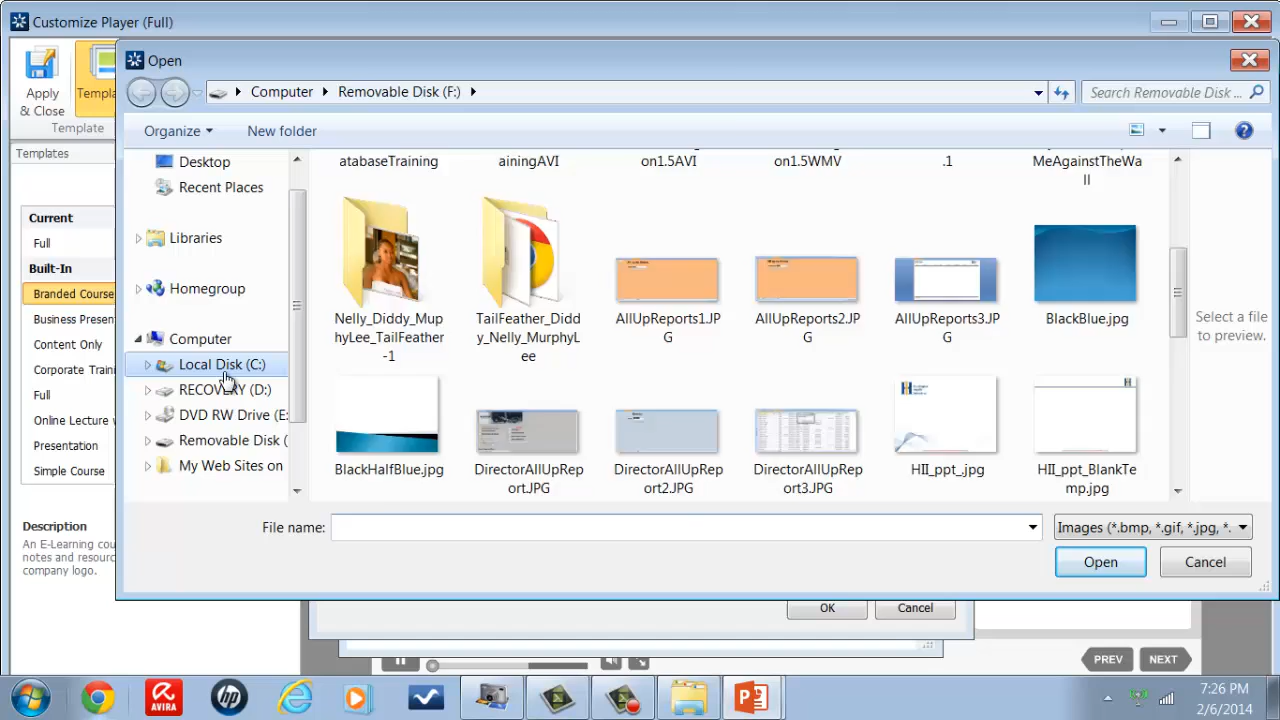 Customize Player (Full)
Open
Apply
& Close
Templa
Template
Templates
Computer
Removable Disk (F:)
Search Removable Disk ...
Organize
New folder
Desktop
Recent Places
Libraries
Homegroup
Computer
Local Disk (C:)
RECOVERY (D:)
DVD RW Drive (E:
Removable Disk (
My Web Sites on
atabaseTraining
ainingAVI
on1.5AVI
on1.5WMV
.1
MeAgainstTheWa
ll
Nelly_Diddy_Mur
phyLee_TailFeather
-1
TailFeather_Didd
y_Nelly_MurphyL
ee
AllUpReports1.JP
G
AllUpReports2.JP
G
AllUpReports3.JP
G
BlackBlue.jpg
BlackHalfBlue.jpg
DirectorAllUpRep
ort.JPG
DirectorAllUpRep
ort2.JPG
DirectorAllUpRep
ort3.JPG
HII_ppt_.jpg
HII_ppt_BlankTe
mp.jpg
Select a file
to preview.
Current
Full
Built-In
Branded Course
Business Presen
Content Only
Corporate Train
Full
Online Lecture w
Presentation
Simple Course
Description
An E-Learning cou
notes and resourc
company logo.
File name:
Images (*.bmp, *.gif, *.jpg, *.
Open
Cancel
OK
Cancel
PREV
NEXT
AVIRA
hp
7:26 PM
2/6/2014